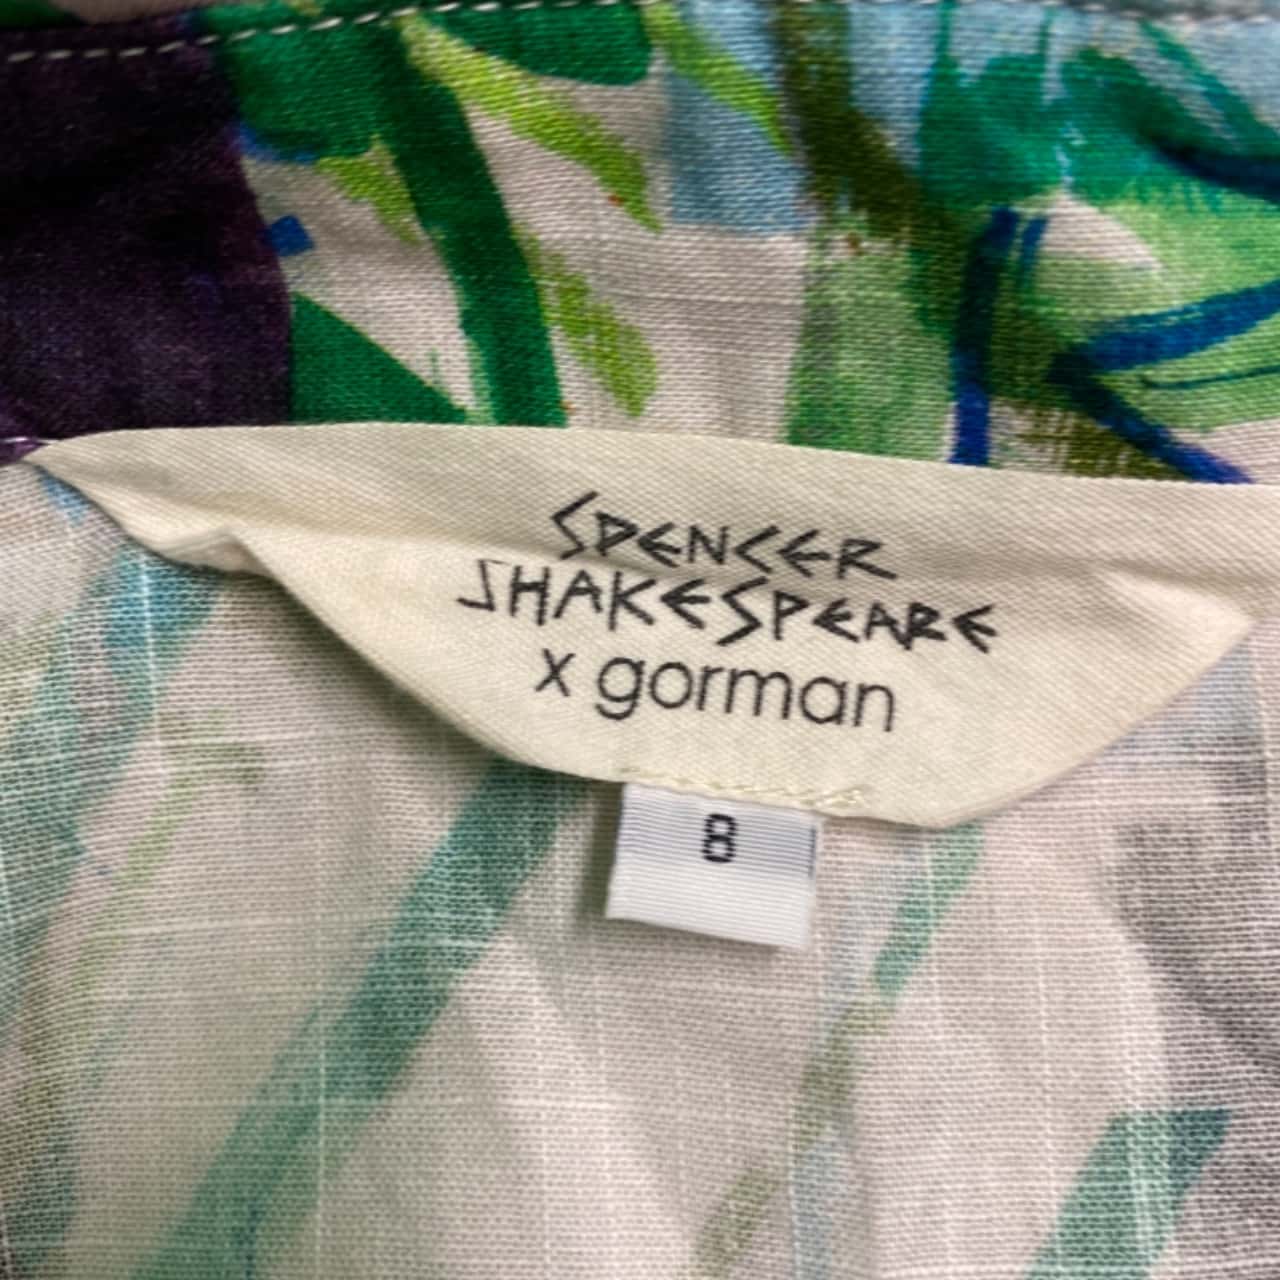 SPENCER
SHAKESPEARE
x gorman
8